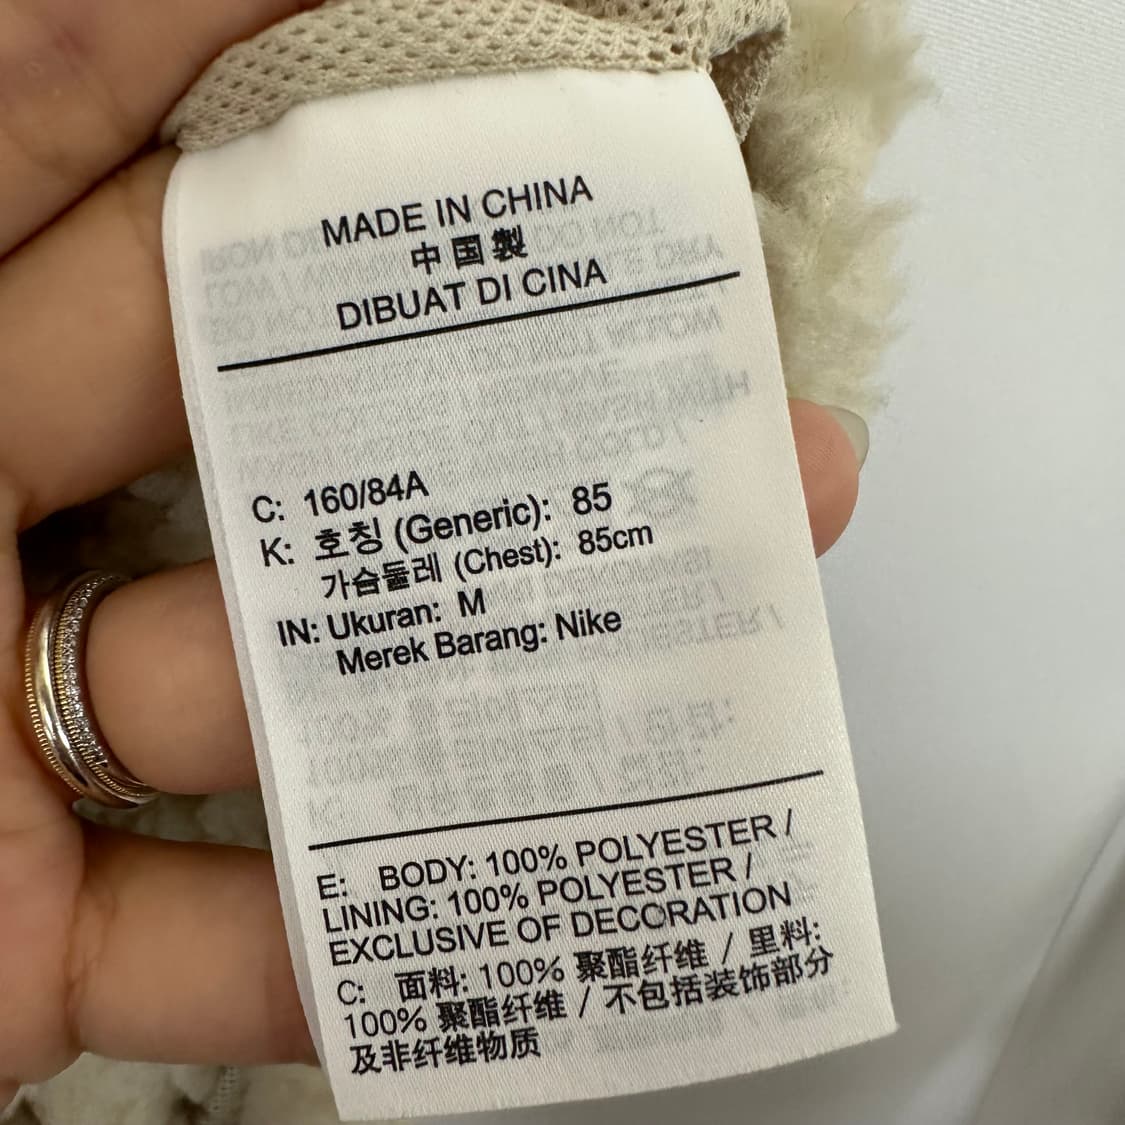 MADE IN CHINA
中国製
DIBUAT DI CINA
C: 160/84A
K: 호칭 (Generic): 85
가슴둘레 (Chest): 85cm
IN: Ukuran: M
Merek Barang: Nike
E: BODY: 100% POLYESTER /
LINING: 100% POLYESTER /
EXCLUSIVE OF DECORATION
C: 面料: 100% 聚酯纤维 / 里料:
100% 聚酯纤维 / 不包括装饰部分
及非纤维物质